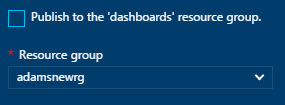 Publish to the 'dashboards' resource group.
* Resource group
adamsnewrg